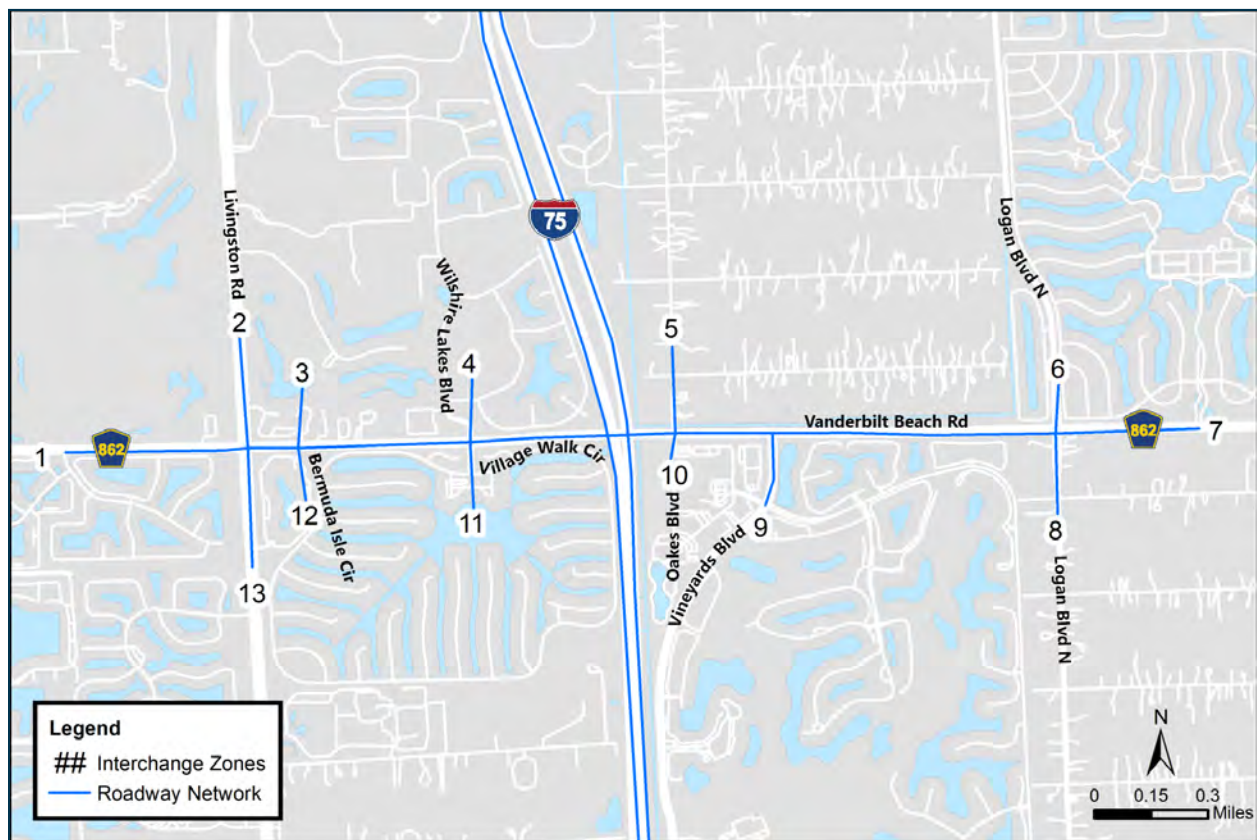 75
Livingston Rd
Wilshire
Lakes Blvd
Logan Blvd N
2
5
3
4
6
Vanderbilt Beach Rd
862
7
1
862
Village Walk Cir
Bermuda Isle Cir
10
12
11
9
8
Oakes Blvd
Vineyards Blvd
Logan Blvd N
13
Legend
## Interchange Zones
Roadway Network
N
0 0.15 0.3
Miles